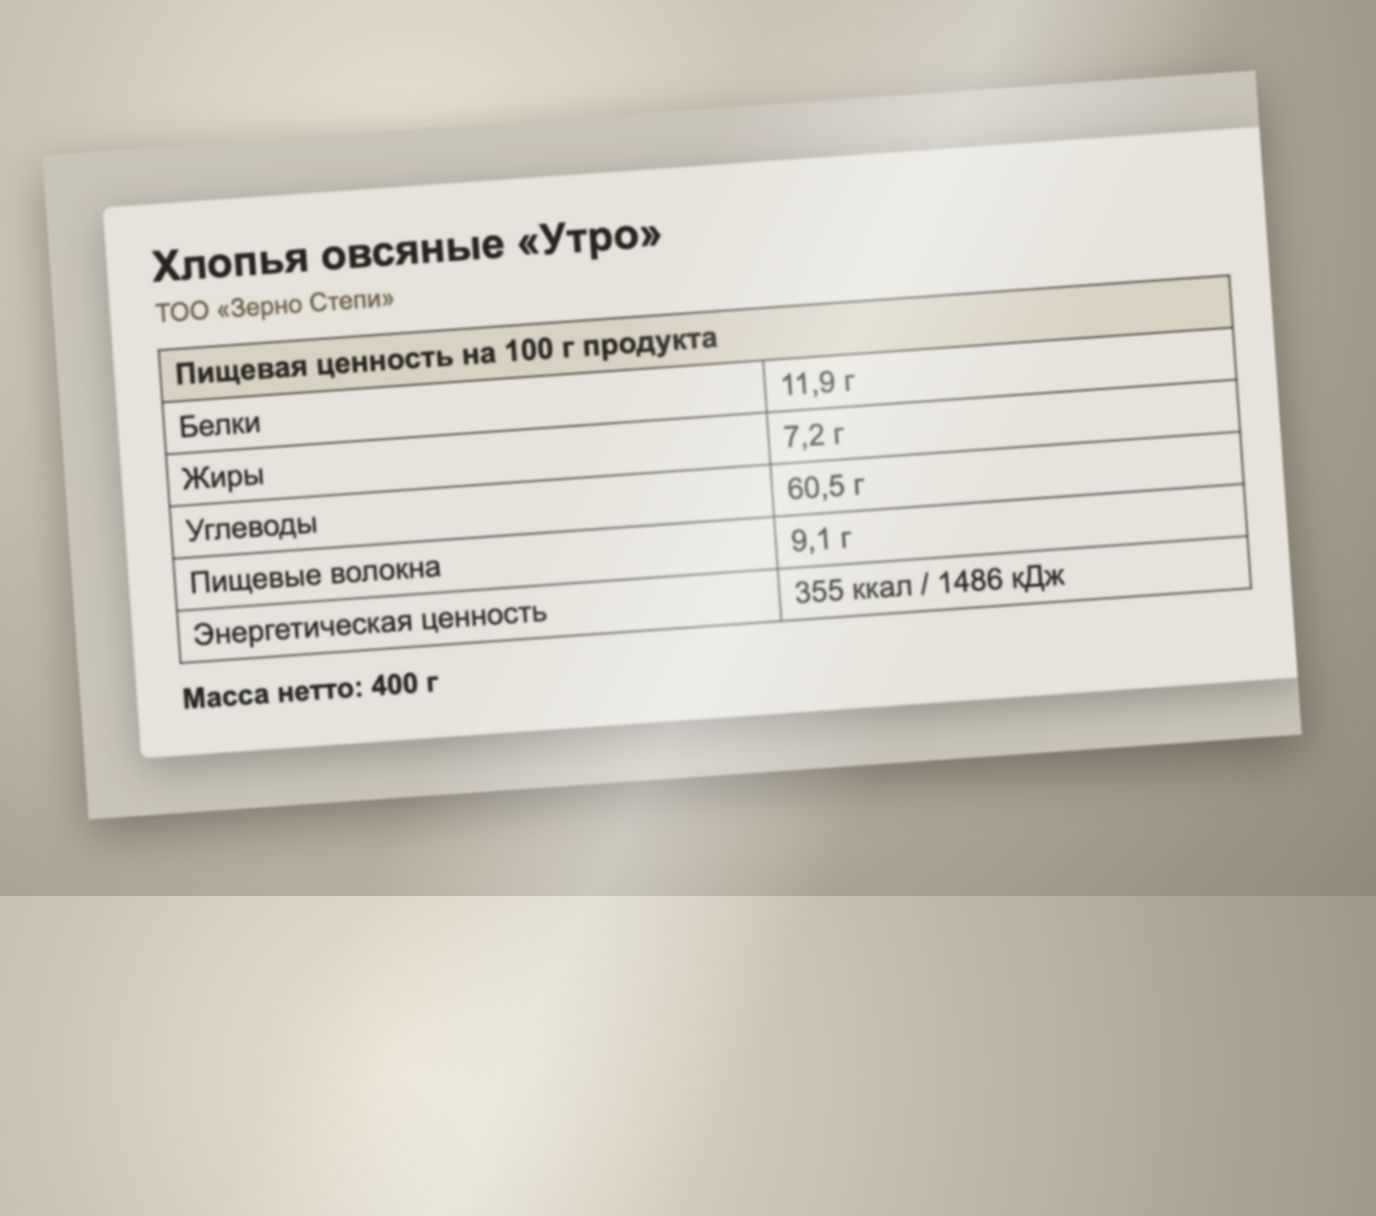 Хлопья овсяные «Утро»
ТОО «Зерно Степи»
Пищевая ценность на 100 г продукта
Белки 11,9 г
Жиры 7,2 г
Углеводы 60,5 г
Пищевые волокна 9,1 г
Энергетическая ценность 355 ккал / 1486 кДж
Масса нетто: 400 г